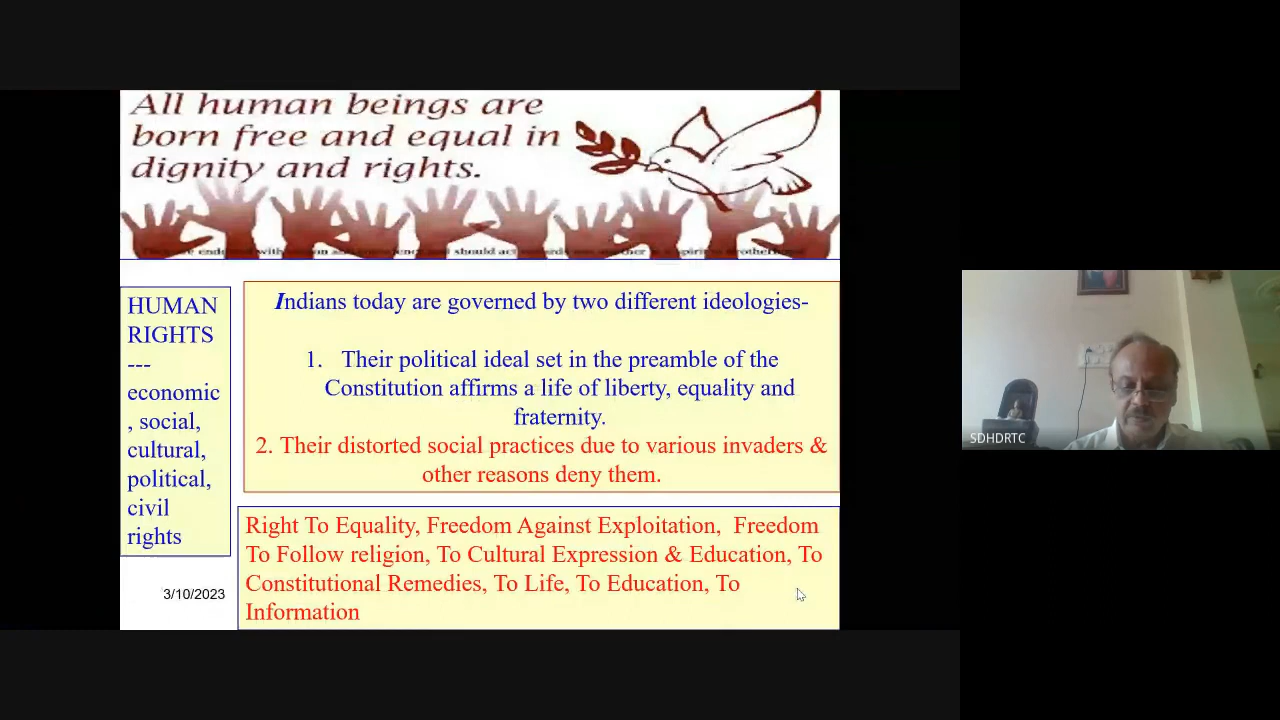 All human beings are
born free and equal in
dignity and rights.
HUMAN
RIGHTS
---
economic
, social,
cultural,
political,
civil
rights
Indians today are governed by two different ideologies-
1. Their political ideal set in the preamble of the
Constitution affirms a life of liberty, equality and
fraternity.
2. Their distorted social practices due to various invaders &
other reasons deny them.
Right To Equality, Freedom Against Exploitation, Freedom
To Follow religion, To Cultural Expression & Education, To
Constitutional Remedies, To Life, To Education, To
Information
3/10/2023
SDHDRTC